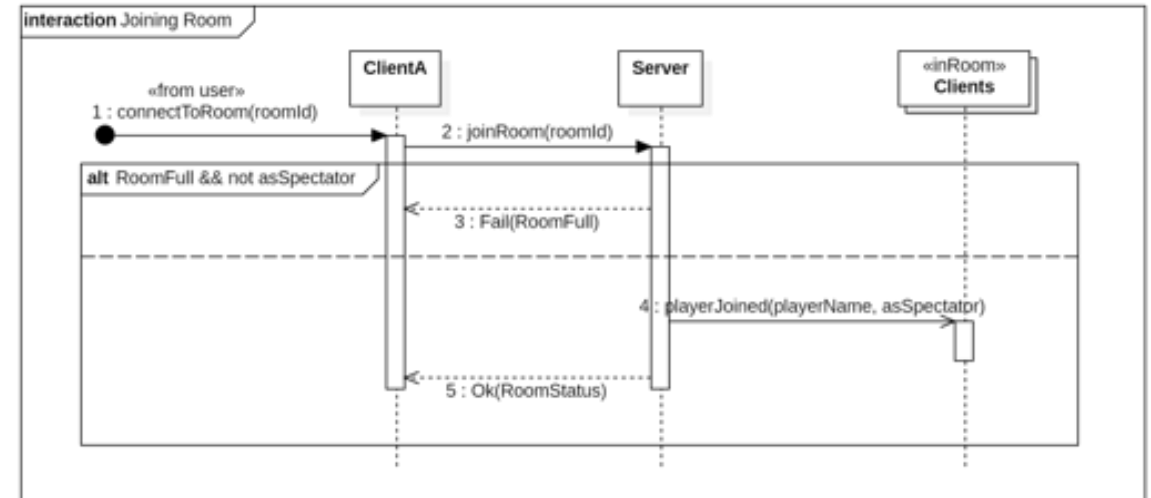 interaction Joining Room
ClientA
Server
«inRoom»
Clients
«from user»
1 : connectToRoom(roomId)
2 : joinRoom(roomId)
alt RoomFull && not asSpectator
3 : Fail(RoomFull)
4 : playerJoined(playerName, asSpectator)
5 : Ok(RoomStatus)